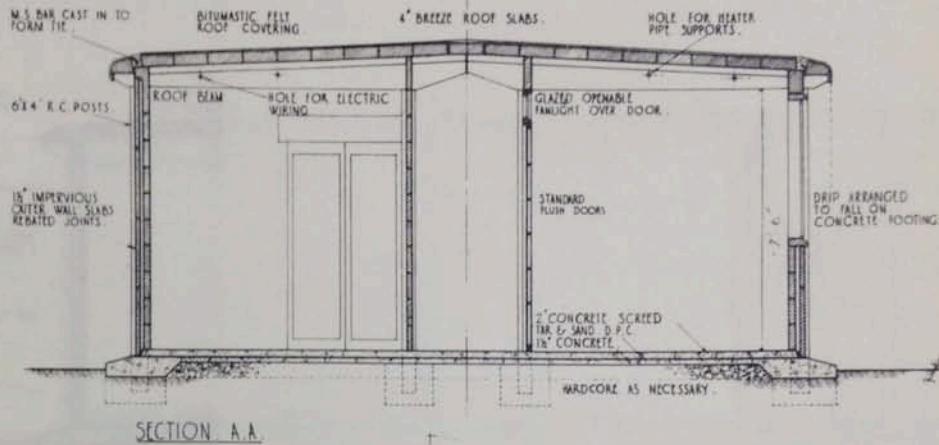 M.S. BAR CAST IN TO
FORM TIE.
BITUMASTIC FELT
ROOF COVERING.
4" BREEZE ROOF SLABS.
HOLE FOR HEATER
PIPE SUPPORTS.
ROOF BEAM
HOLE FOR ELECTRIC
WIRING
GLAZED OPENABLE
FANLIGHT OVER DOOR.
6"X4" R.C. POSTS.
1½" IMPERVIOUS
OUTER WALL SLABS
REBATED JOINTS.
STANDARD
FLUSH DOORS
7' 6"
DRIP ARRANGED
TO FALL ON
CONCRETE FOOTING.
2" CONCRETE SCREED
TAR & SAND D.P.C.
1½" CONCRETE
HARDCORE AS NECESSARY.
SECTION. A.A.